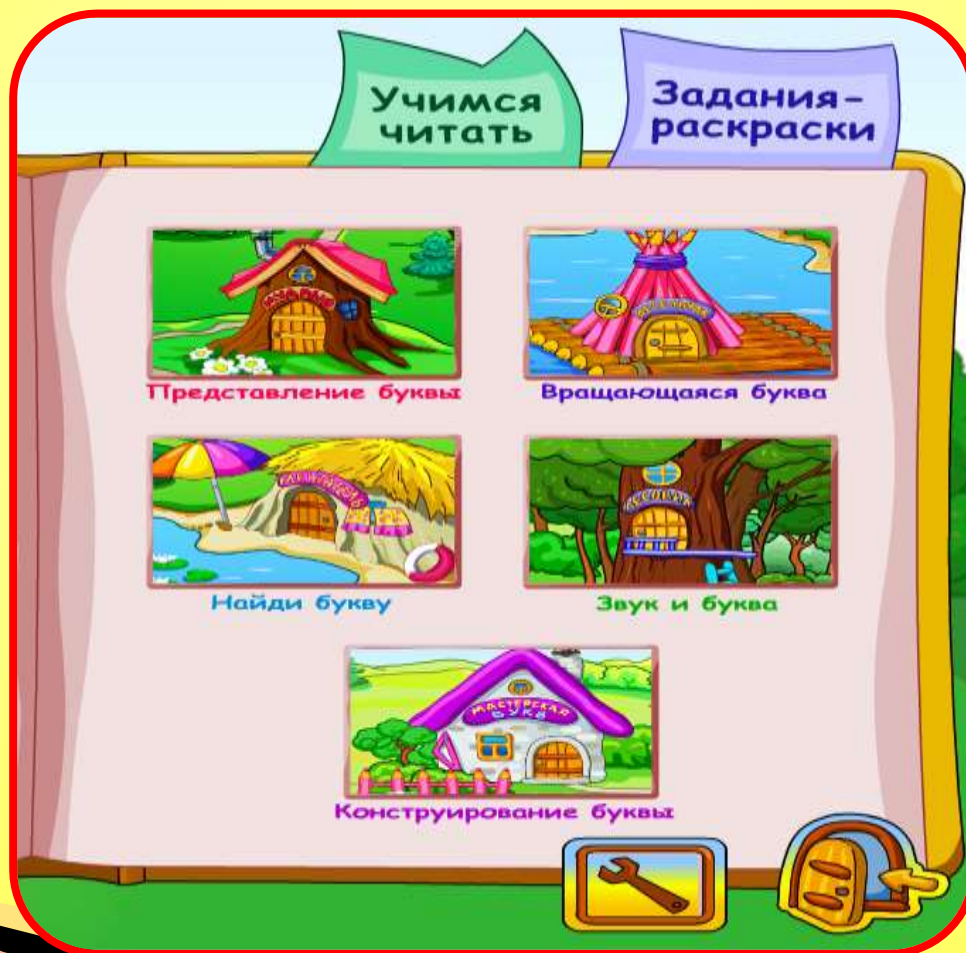 Учимся
читать
Задания-
раскраски
Представление буквы
Вращающаяся буква
Найди букву
Звук и буква
МАСТЕРСКАЯ
БУКВ
Конструирование буквы